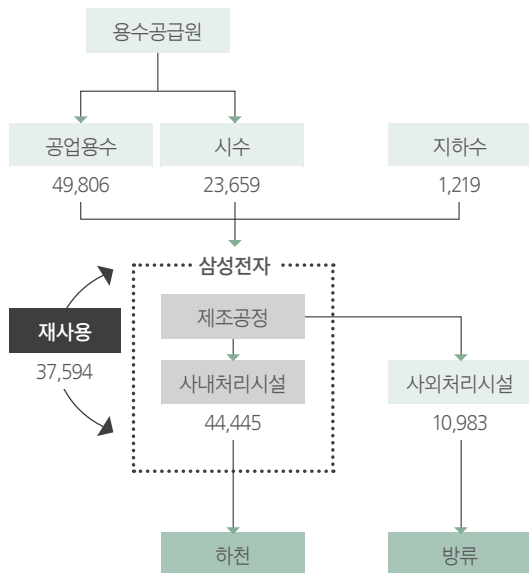 용수공급원
공업용수
시수
지하수
49,806
23,659
1,219
삼성전자
제조공정
재사용
37,594
사내처리시설
사외처리시설
44,445
10,983
하천
방류